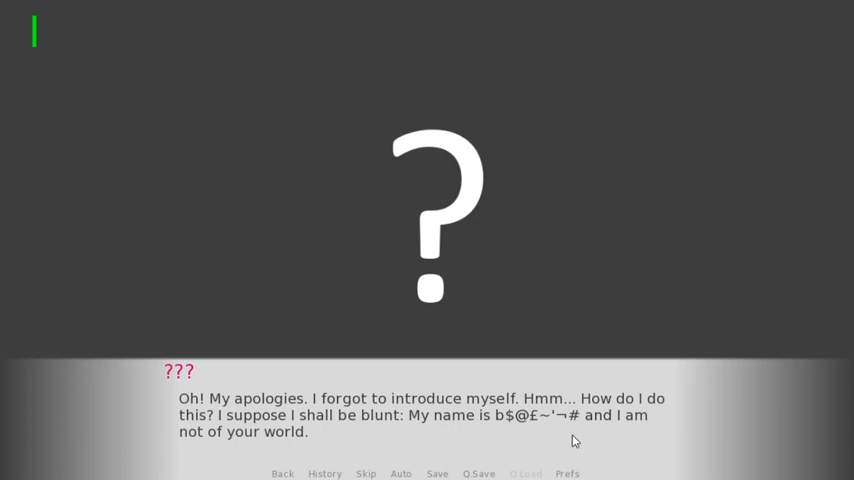 ?
???
Oh! My apologies. I forgot to introduce myself. Hmm... How do I do
this? I suppose I shall be blunt: My name is b$@£~'¬# and I am
not of your world.
Back History Skip Auto Save Q.Save Q.Load Prefs